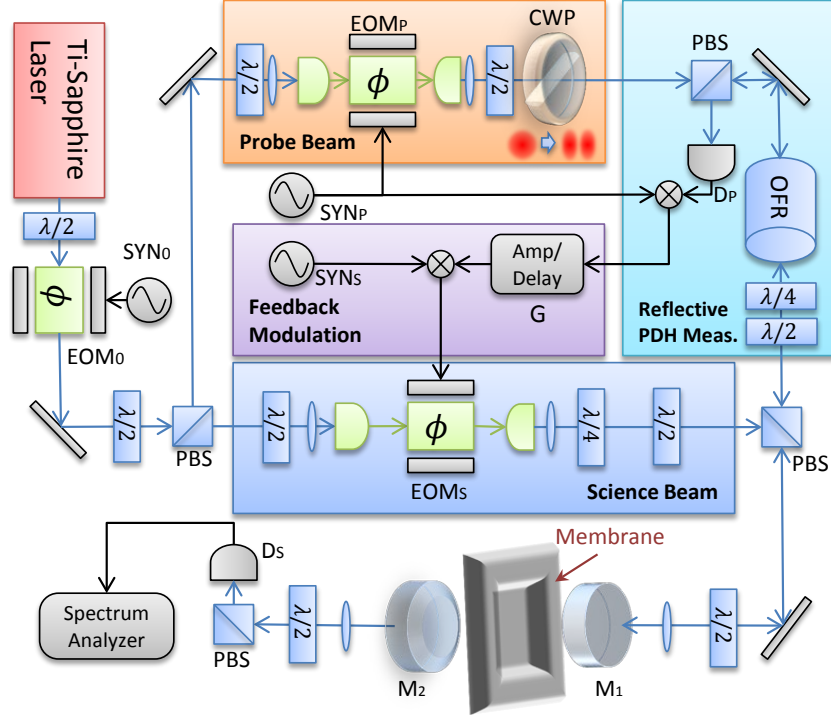 Ti-Sapphire
Laser
λ/2
SYN0
ϕ
EOM0
λ/2
PBS
EOMP
CWP
λ/2
ϕ
λ/2
Probe Beam
SYNP
PBS
DP
OFR
λ/4
λ/2
Reflective
PDH Meas.
SYNS
Amp/
Delay
G
Feedback
Modulation
λ/2
ϕ
λ/4
λ/2
EOMS
Science Beam
PBS
Membrane
DS
Spectrum
Analyzer
PBS
λ/2
M2
M1
λ/2